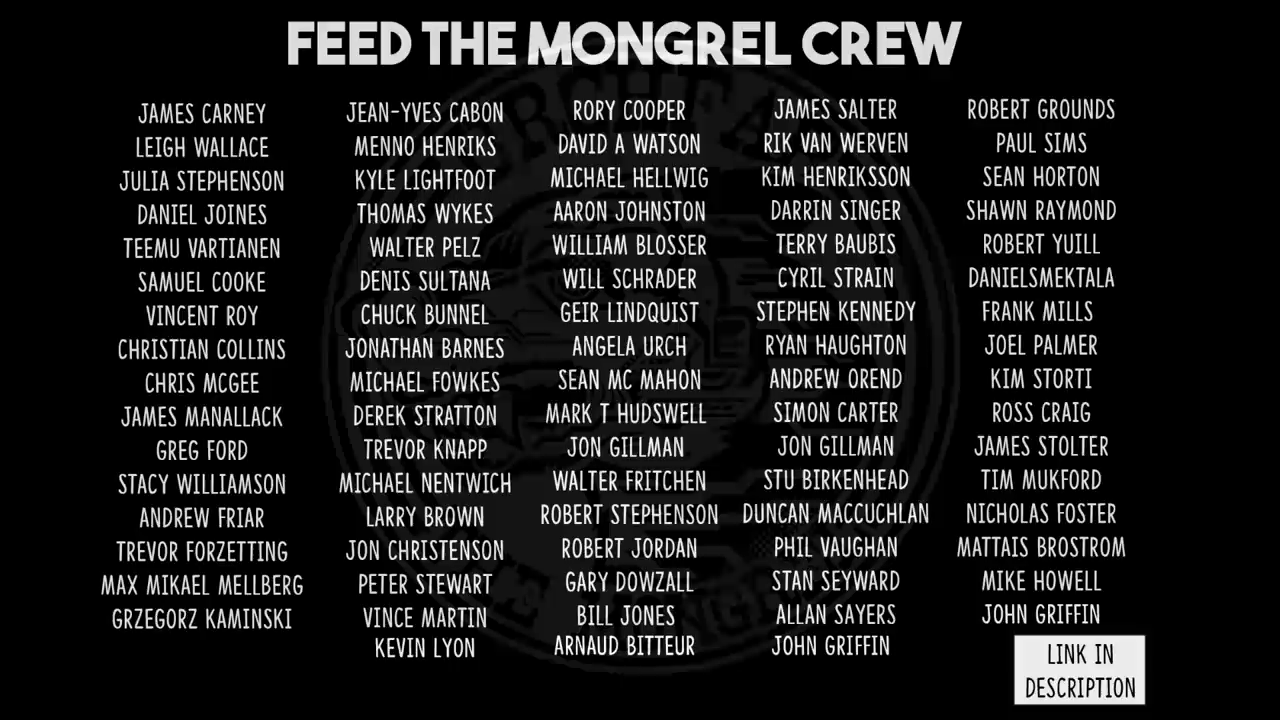 FEED THE MONGREL CREW
JAMES CARNEY
LEIGH WALLACE
JULIA STEPHENSON
DANIEL JOINES
TEEMU VARTIANEN
SAMUEL COOKE
VINCENT ROY
CHRISTIAN COLLINS
CHRIS MCGEE
JAMES MANALLACK
GREG FORD
STACY WILLIAMSON
ANDREW FRIAR
TREVOR FORZETTING
MAX MIKAEL MELLBERG
GRZEGORZ KAMINSKI
JEAN-YVES CABON
MENNO HENRIKS
KYLE LIGHTFOOT
THOMAS WYKES
WALTER PELZ
DENIS SULTANA
CHUCK BUNNEL
JONATHAN BARNES
MICHAEL FOWKES
DEREK STRATTON
TREVOR KNAPP
MICHAEL NENTWICH
LARRY BROWN
JON CHRISTENSON
PETER STEWART
VINCE MARTIN
KEVIN LYON
RORY COOPER
DAVID A WATSON
MICHAEL HELLWIG
AARON JOHNSTON
WILLIAM BLOSSER
WILL SCHRADER
GEIR LINDQUIST
ANGELA URCH
SEAN MC MAHON
MARK T HUDSWELL
JON GILLMAN
WALTER FRITCHEN
ROBERT STEPHENSON
ROBERT JORDAN
GARY DOWZALL
BILL JONES
ARNAUD BITTEUR
JAMES SALTER
RIK VAN WERVEN
KIM HENRIKSSON
DARRIN SINGER
TERRY BAUBIS
CYRIL STRAIN
STEPHEN KENNEDY
RYAN HAUGHTON
ANDREW OREND
SIMON CARTER
JON GILLMAN
STU BIRKENHEAD
DUNCAN MACCUCHLAN
PHIL VAUGHAN
STAN SEYWARD
ALLAN SAYERS
JOHN GRIFFIN
ROBERT GROUNDS
PAUL SIMS
SEAN HORTON
SHAWN RAYMOND
ROBERT YUILL
DANIELSMEKTALA
FRANK MILLS
JOEL PALMER
KIM STORTI
ROSS CRAIG
JAMES STOLTER
TIM MUKFORD
NICHOLAS FOSTER
MATTAIS BROSTROM
MIKE HOWELL
JOHN GRIFFIN
LINK IN
DESCRIPTION